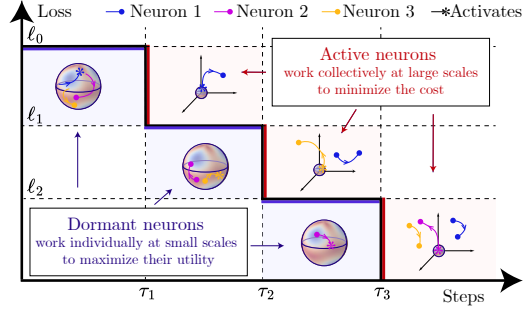 Loss
Neuron 1
Neuron 2
Neuron 3
Activates
ℓ0
ℓ1
ℓ2
Active neurons
work collectively at large scales
to minimize the cost
Dormant neurons
work individually at small scales
to maximize their utility
τ1
τ2
τ3
Steps